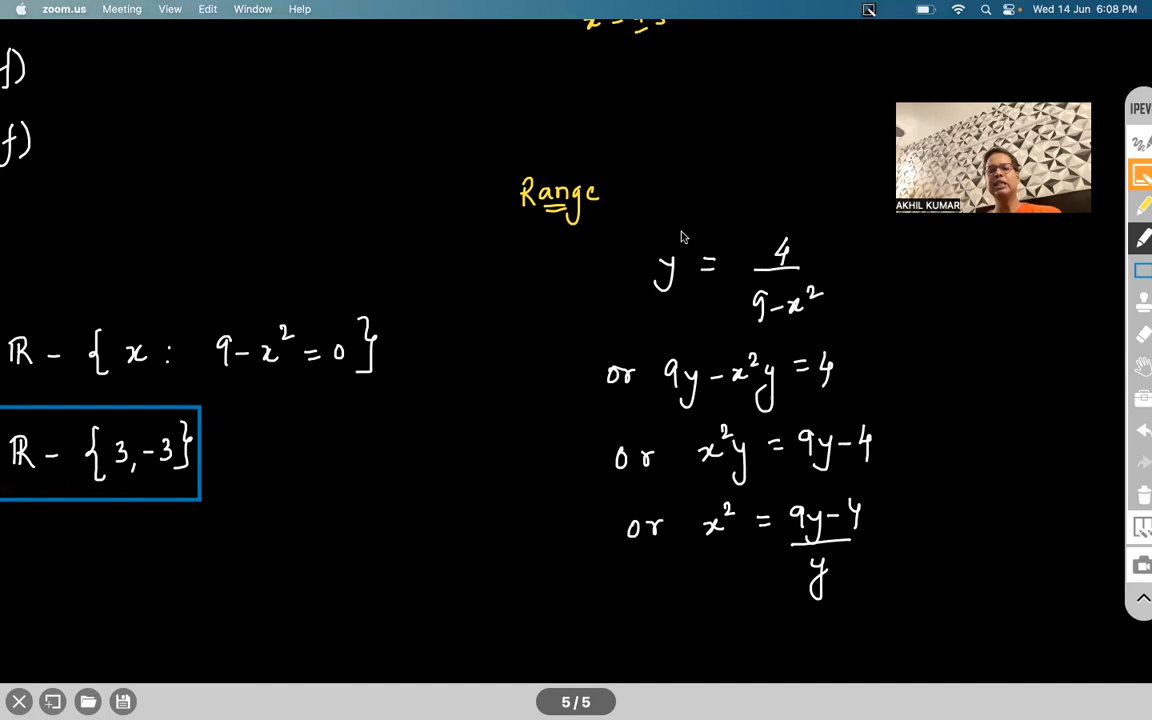 zoom.us Meeting View Edit Window Help Wed 14 Jun 6:08 PM
f)
f)
IPEV
AKHIL KUMAR
Range
y = 4/(9-x²)
ℝ - { x : 9-x² = 0 }
or 9y - x²y = 4
ℝ - { 3, -3 }
or x²y = 9y-4
or x² = (9y-4)/y
5/5